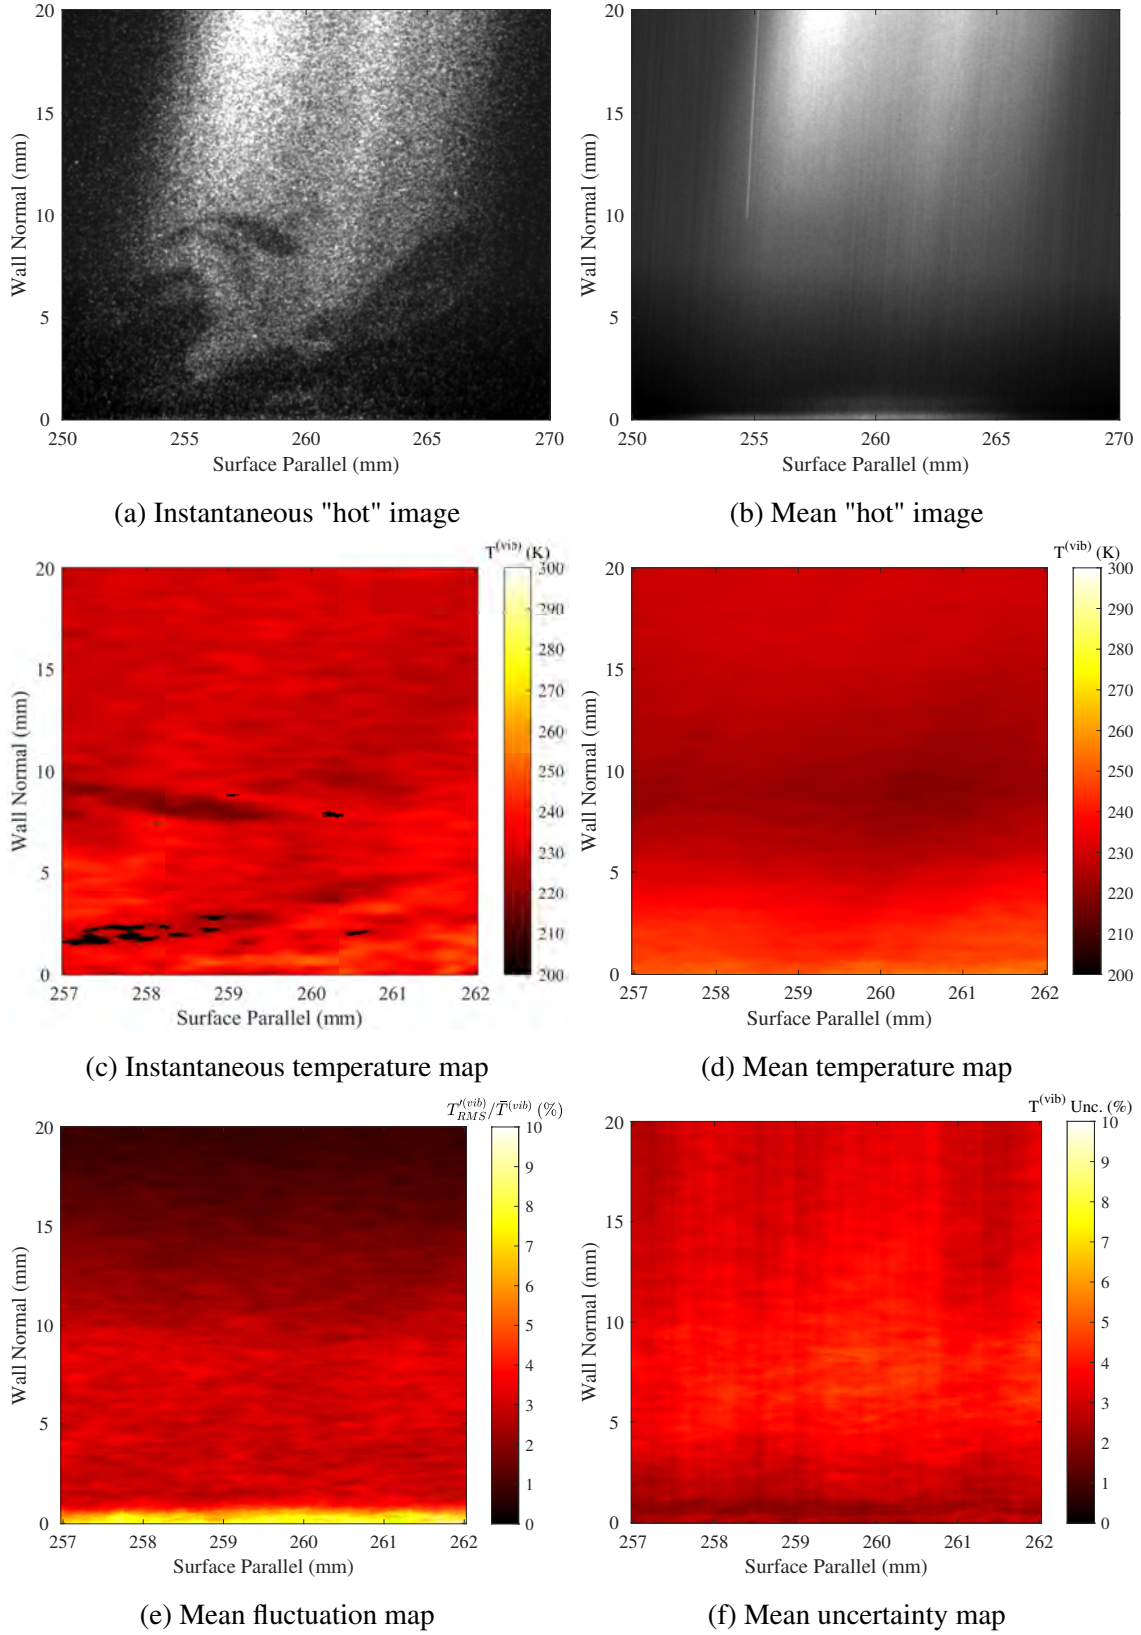 20
15
10
5
0
Wall Normal (mm)
250 255 260 265 270
Surface Parallel (mm)
(a) Instantaneous "hot" image
20
15
10
5
0
Wall Normal (mm)
250 255 260 265 270
Surface Parallel (mm)
(b) Mean "hot" image
T(vib) (K)
20
15
10
5
0
Wall Normal (mm)
257 258 259 260 261 262
Surface Parallel (mm)
300
290
280
270
260
250
240
230
220
210
200
(c) Instantaneous temperature map
T(vib) (K)
20
15
10
5
0
Wall Normal (mm)
257 258 259 260 261 262
Surface Parallel (mm)
300
290
280
270
260
250
240
230
220
210
200
(d) Mean temperature map
T′(vib)RMS/T̄(vib) (%)
20
15
10
5
0
Wall Normal (mm)
257 258 259 260 261 262
Surface Parallel (mm)
10
9
8
7
6
5
4
3
2
1
0
(e) Mean fluctuation map
T(vib) Unc. (%)
20
15
10
5
0
Wall Normal (mm)
257 258 259 260 261 262
Surface Parallel (mm)
10
9
8
7
6
5
4
3
2
1
0
(f) Mean uncertainty map